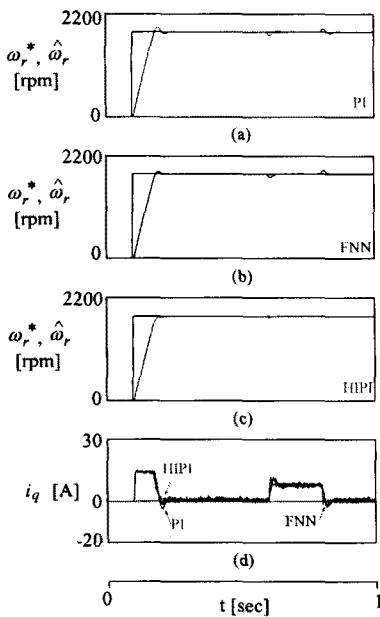 2200
ω_r*, ω̂_r
[rpm]
0
PI
(a)
2200
ω_r*, ω̂_r
[rpm]
0
FNN
(b)
2200
ω_r*, ω̂_r
[rpm]
0
HIPI
(c)
30
HIPI
i_q [A]
0
PI
FNN
-20
(d)
0
1
t [sec]